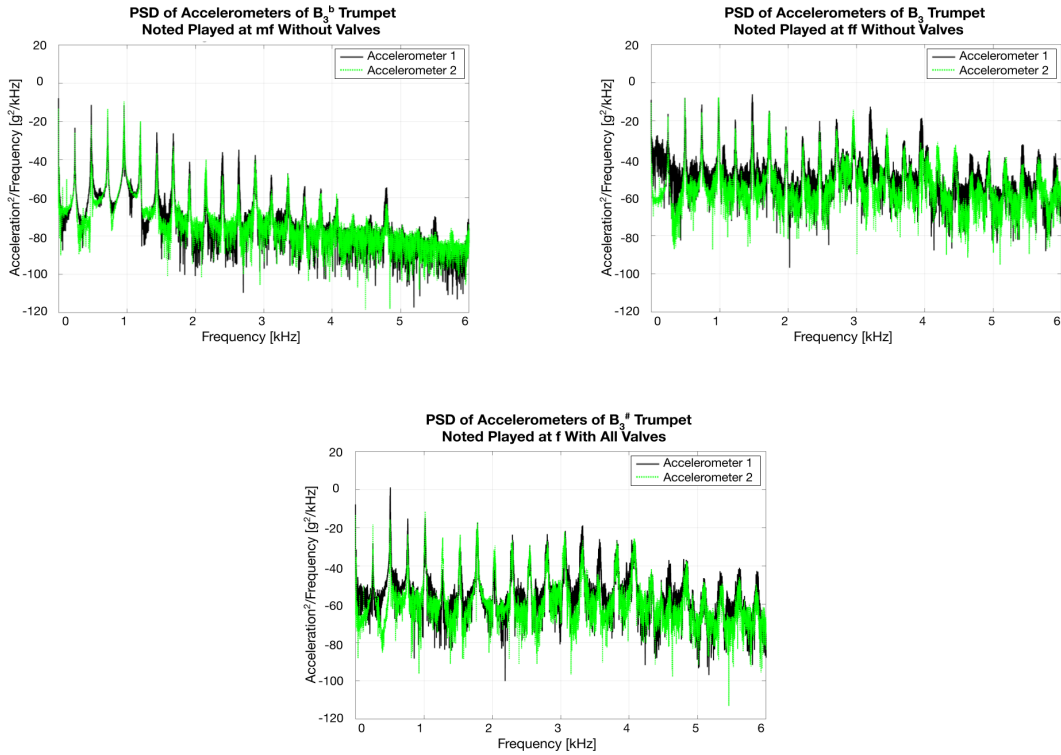 PSD of Accelerometers of B₃ᵇ Trumpet
Noted Played at mf Without Valves
Accelerometer 1
Accelerometer 2
Acceleration²/Frequency [g²/kHz]
20
0
-20
-40
-60
-80
-100
-120
0 1 2 3 4 5 6
Frequency [kHz]
PSD of Accelerometers of B₃ Trumpet
Noted Played at ff Without Valves
Accelerometer 1
Accelerometer 2
Acceleration²/Frequency [g²/kHz]
20
0
-20
-40
-60
-80
-100
-120
0 1 2 3 4 5 6
Frequency [kHz]
PSD of Accelerometers of B₃# Trumpet
Noted Played at f With All Valves
Accelerometer 1
Accelerometer 2
Acceleration²/Frequency [g²/kHz]
20
0
-20
-40
-60
-80
-100
-120
0 1 2 3 4 5 6
Frequency [kHz]